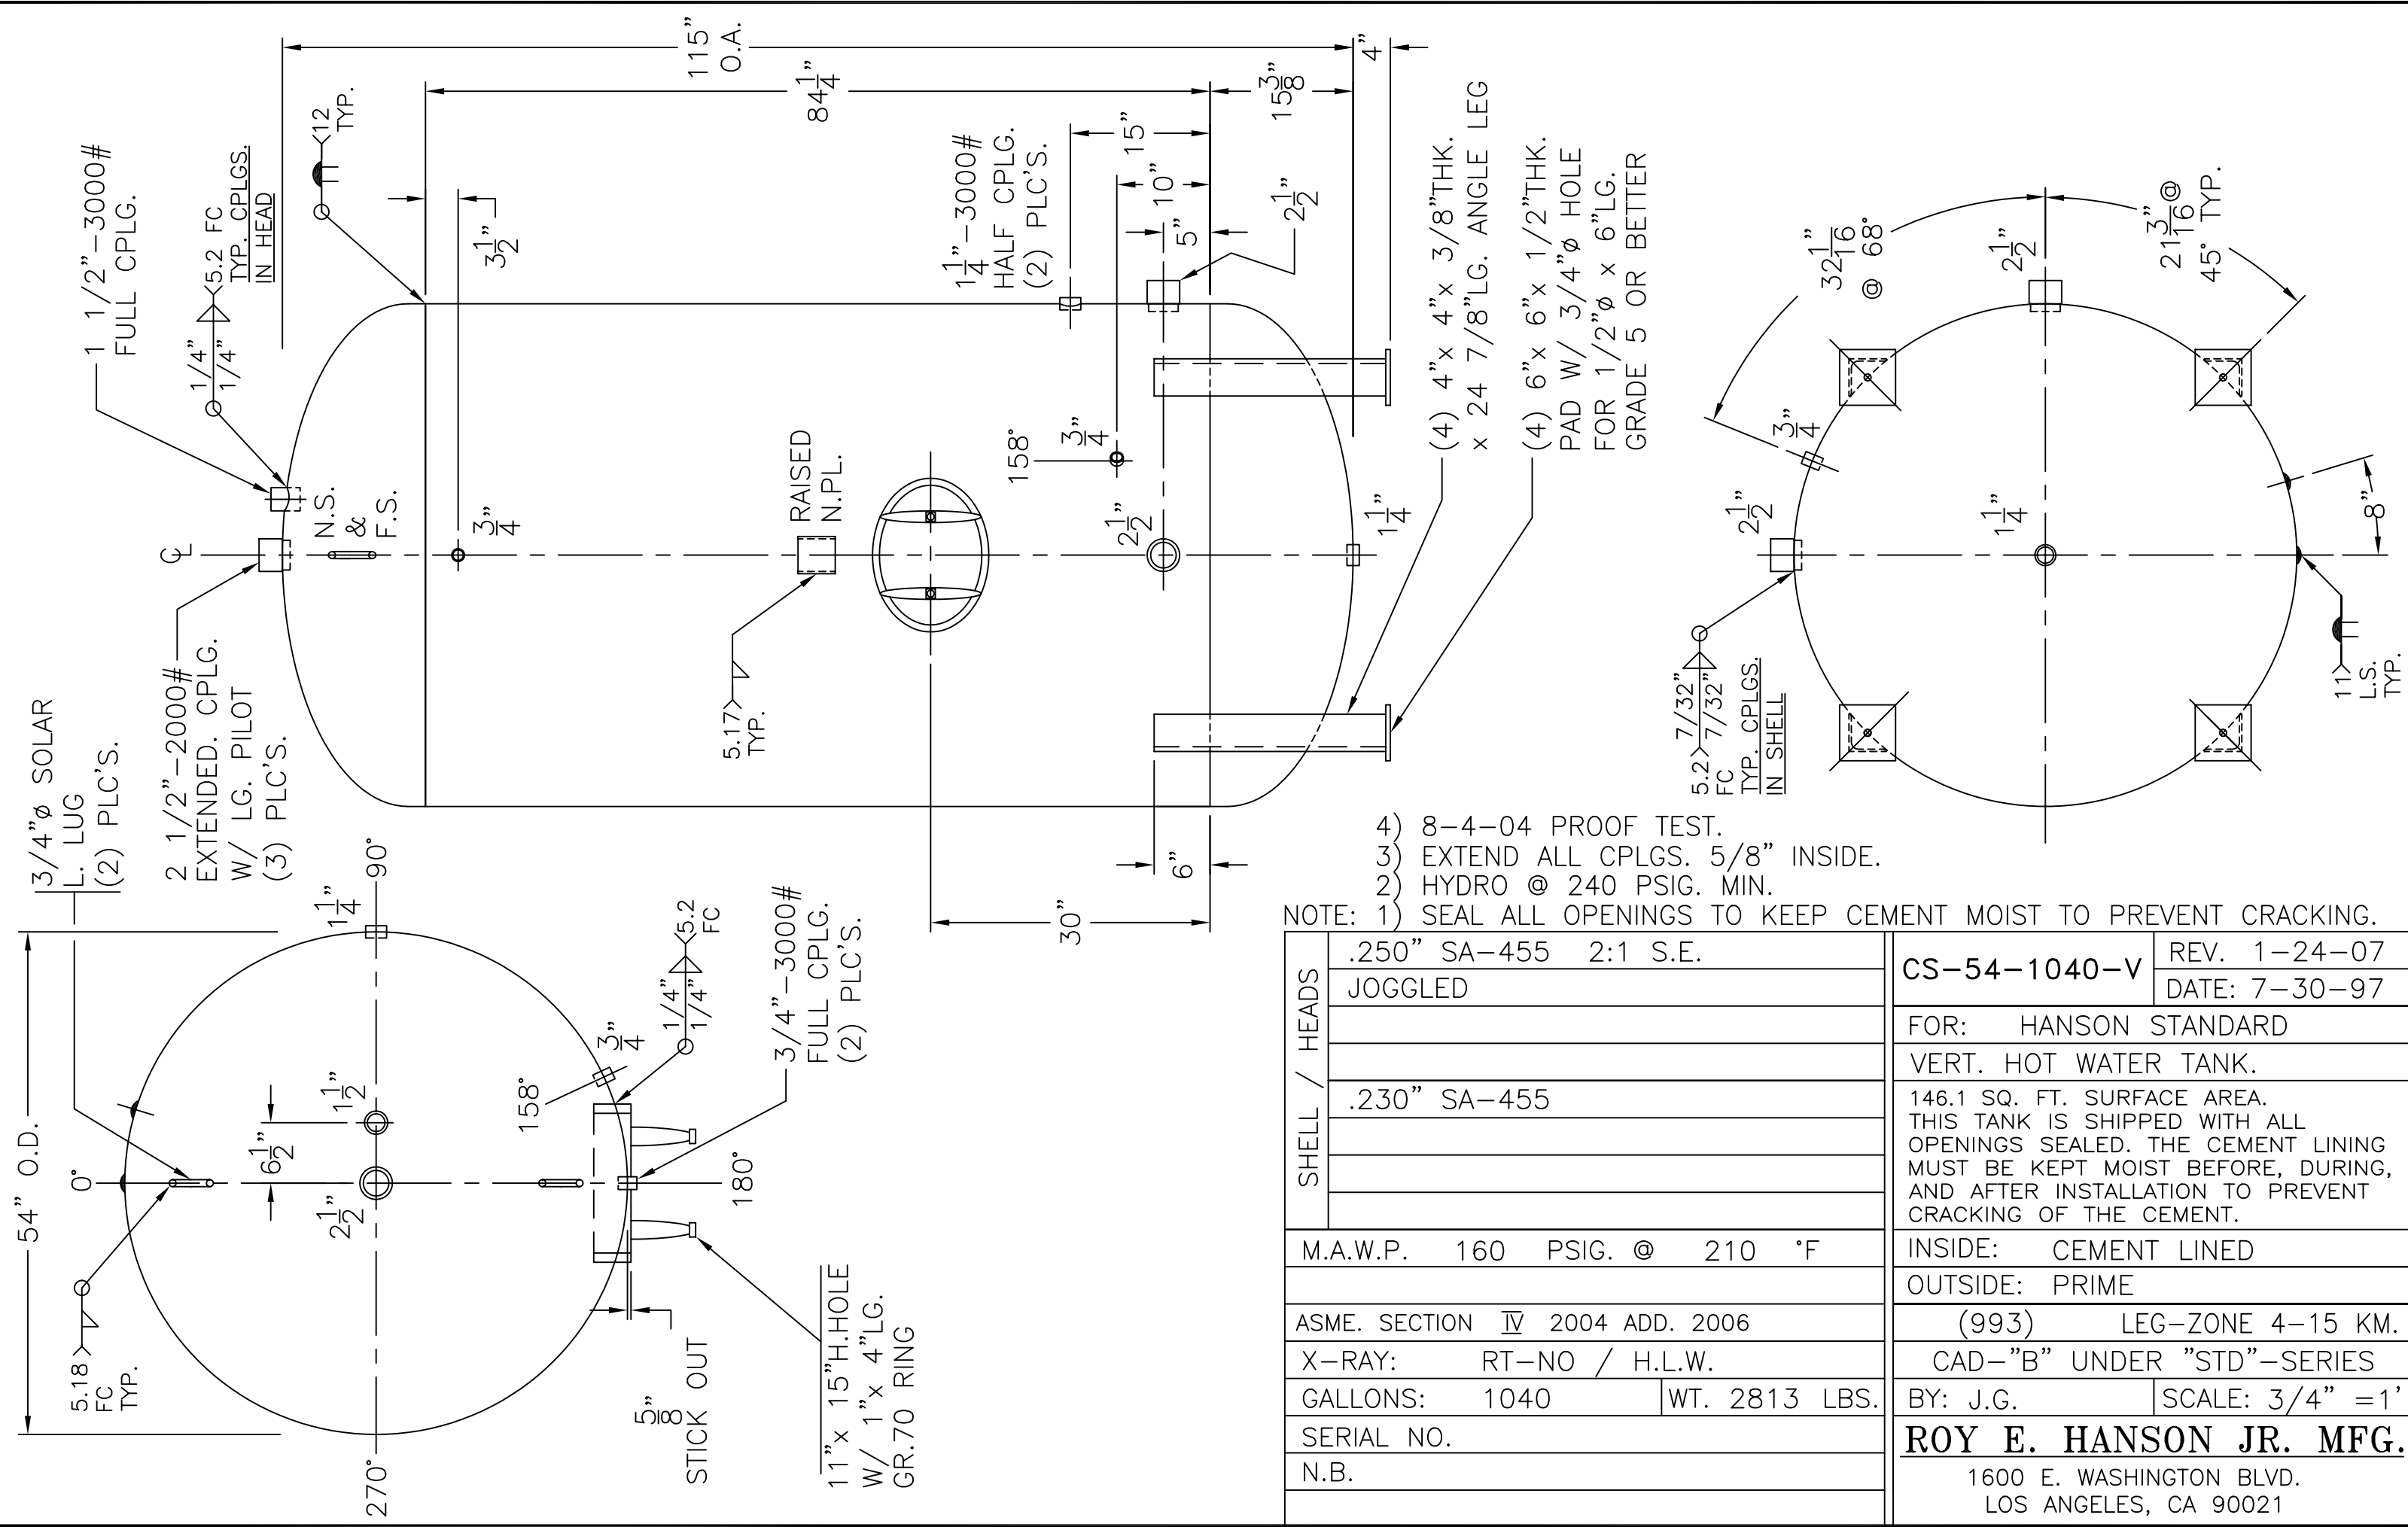 115"
O.A.
84 1/4"
15 3/8"
4"
15"
10"
5"
2 1/2"
12
TYP.
3 1/2"
1 1/2"-3000#
FULL CPLG.
5.2 FC
1/4"
1/4"
TYP. CPLGS.
IN HEAD
1 1/4"-3000#
HALF CPLG.
(2) PLC'S.
N.S.
&
F.S.
3/4"
℄
RAISED
N.PL.
5.17
TYP.
158°
3/4"
2 1/2"
1 1/4"
(4) 4"x 4"x 3/8"THK.
x 24 7/8"LG. ANGLE LEG
(4) 6"x 6"x 1/2"THK.
PAD W/ 3/4"ø HOLE
FOR 1/2"ø x 6"LG.
GRADE 5 OR BETTER
2 1/2"-2000#
EXTENDED. CPLG.
W/ LG. PILOT
(3) PLC'S.
6"
30"
3/4"ø SOLAR
L. LUG
(2) PLC'S.
54" O.D.
0°
90°
180°
270°
1 1/4"
1 1/2"
6 1/2"
2 1/2"
158°
3/4"
5.2
FC
1/4"
1/4"
3/4"-3000#
FULL CPLG.
(2) PLC'S.
5.18
FC
TYP.
5/8"
STICK OUT
11"x 15"H.HOLE
W/ 1"x 4"LG.
GR.70 RING
32 1/16"
@ 68°
2 1/2"
21 3/16" @
45° TYP.
3/4"
2 1/2"
1 1/4"
8"
5.2
FC
7/32"
7/32"
TYP. CPLGS.
IN SHELL
11
L.S.
TYP.
4) 8-4-04 PROOF TEST.
3) EXTEND ALL CPLGS. 5/8" INSIDE.
2) HYDRO @ 240 PSIG. MIN.
NOTE: 1) SEAL ALL OPENINGS TO KEEP CEMENT MOIST TO PREVENT CRACKING.
SHELL / HEADS
.250" SA-455 2:1 S.E.
JOGGLED
.230" SA-455
M.A.W.P. 160 PSIG. @ 210 °F
ASME. SECTION IV 2004 ADD. 2006
X-RAY: RT-NO / H.L.W.
GALLONS: 1040 WT. 2813 LBS.
SERIAL NO.
N.B.
CS-54-1040-V
REV. 1-24-07
DATE: 7-30-97
FOR: HANSON STANDARD
VERT. HOT WATER TANK.
146.1 SQ. FT. SURFACE AREA.
THIS TANK IS SHIPPED WITH ALL
OPENINGS SEALED. THE CEMENT LINING
MUST BE KEPT MOIST BEFORE, DURING,
AND AFTER INSTALLATION TO PREVENT
CRACKING OF THE CEMENT.
INSIDE: CEMENT LINED
OUTSIDE: PRIME
(993) LEG-ZONE 4-15 KM.
CAD-"B" UNDER "STD"-SERIES
BY: J.G. SCALE: 3/4" =1'
ROY E. HANSON JR. MFG.
1600 E. WASHINGTON BLVD.
LOS ANGELES, CA 90021